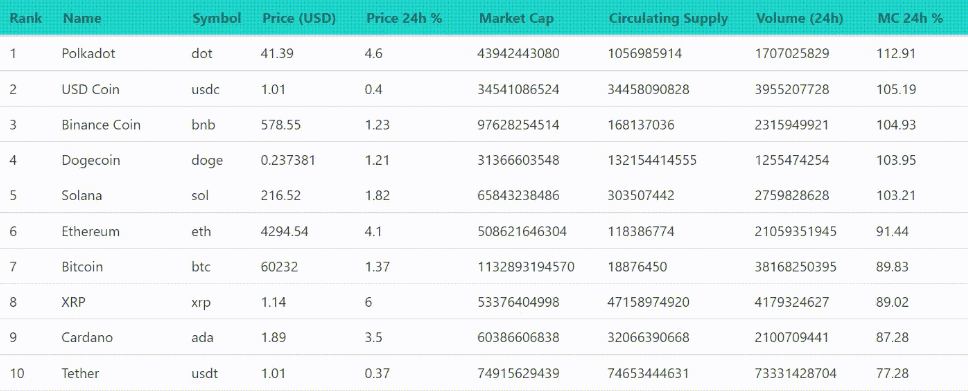 Rank Name Symbol Price (USD) Price 24h % Market Cap Circulating Supply Volume (24h) MC 24h %
1 Polkadot dot 41.39 4.6 43942443080 1056985914 1707025829 112.91
2 USD Coin usdc 1.01 0.4 34541086524 34458090828 3955207728 105.19
3 Binance Coin bnb 578.55 1.23 97628254514 168137036 2315949921 104.93
4 Dogecoin doge 0.237381 1.21 31366603548 132154414555 1255474254 103.95
5 Solana sol 216.52 1.82 65843238486 303507442 2759828628 103.21
6 Ethereum eth 4294.54 4.1 508621646304 118386774 21059351945 91.44
7 Bitcoin btc 60232 1.37 1132893194570 18876450 38168250395 89.83
8 XRP xrp 1.14 6 53376404998 47158974920 4179324627 89.02
9 Cardano ada 1.89 3.5 60386606838 32066390668 2100709441 87.28
10 Tether usdt 1.01 0.37 74915629439 74653444631 73331428704 77.28